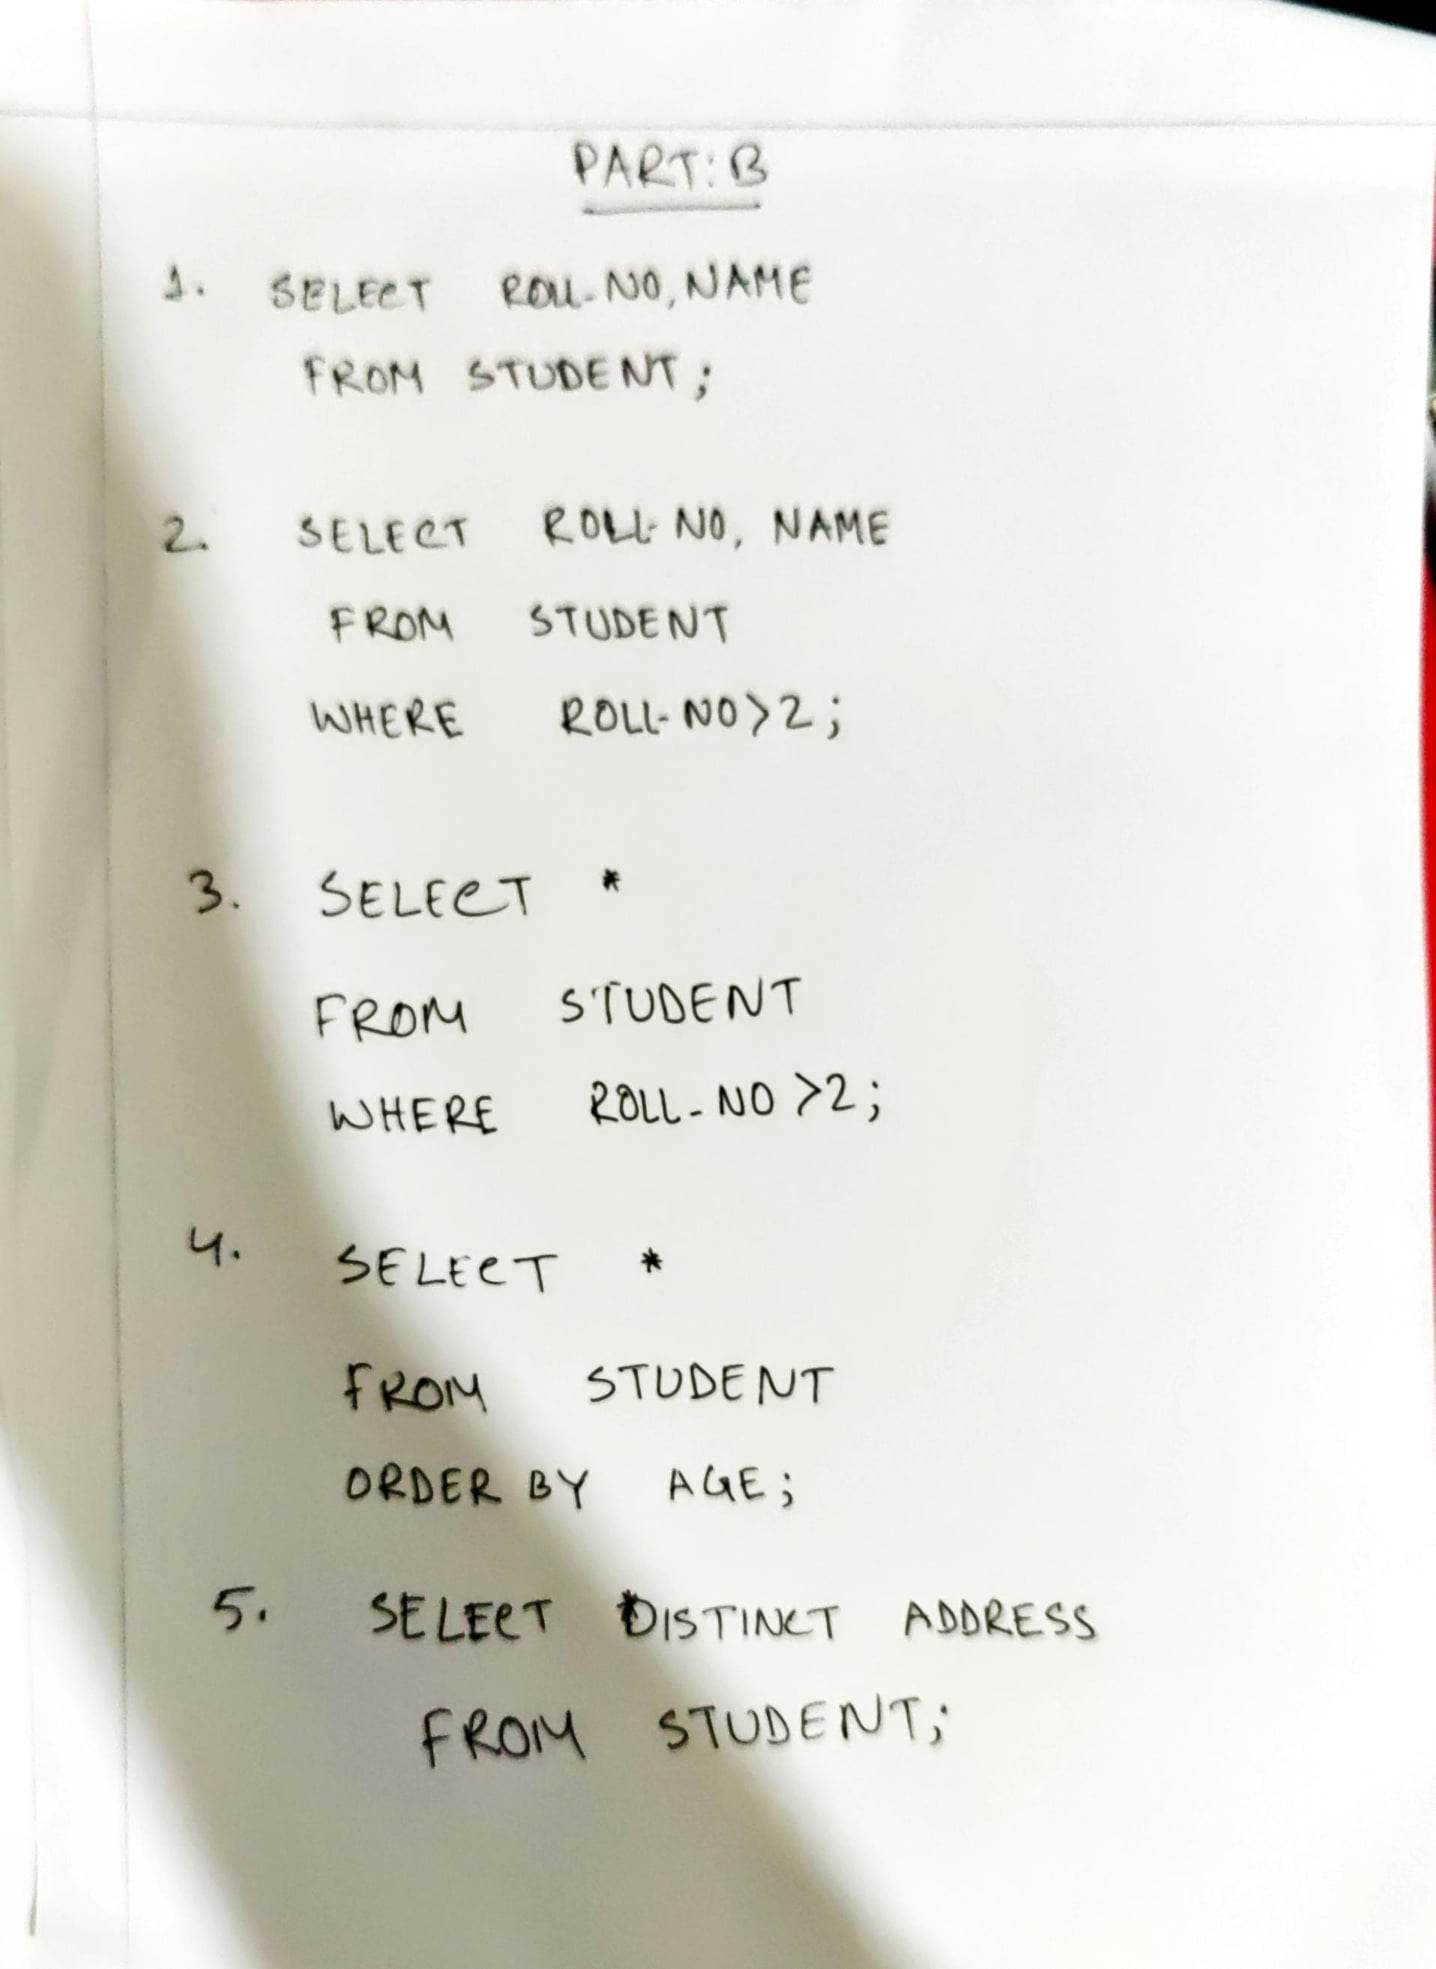 PART: B
1. SELECT ROLL-NO, NAME
FROM STUDENT;
2. SELECT ROLL-NO, NAME
FROM STUDENT
WHERE ROLL-NO>2;
3. SELECT *
FROM STUDENT
WHERE ROLL-NO >2;
4. SELECT *
FROM STUDENT
ORDER BY AGE;
5. SELECT DISTINCT ADDRESS
FROM STUDENT;